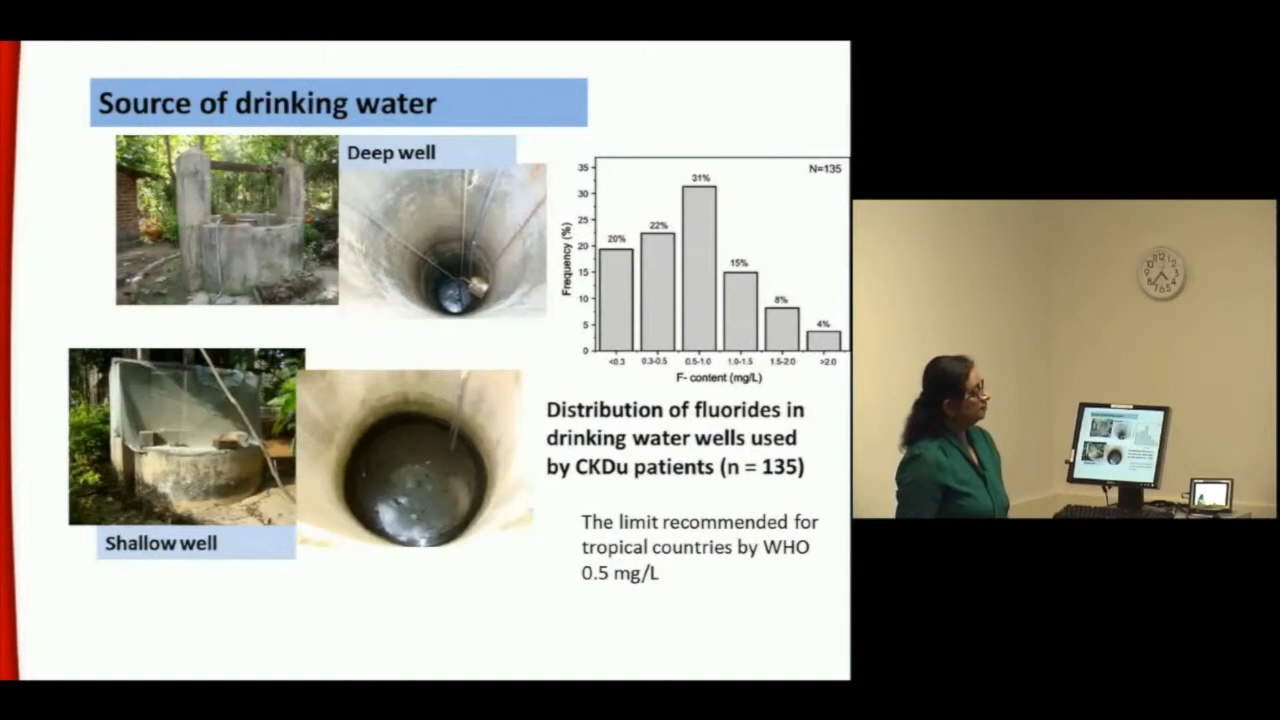 Source of drinking water
Deep well
Shallow well
N=135
Frequency (%)
35
30
25
20
15
10
5
0
20%
22%
31%
15%
8%
4%
<0.3
0.3-0.5
0.5-1.0
1.0-1.5
1.5-2.0
>2.0
F- content (mg/L)
Distribution of fluorides in
drinking water wells used
by CKDu patients (n = 135)
The limit recommended for
tropical countries by WHO
0.5 mg/L